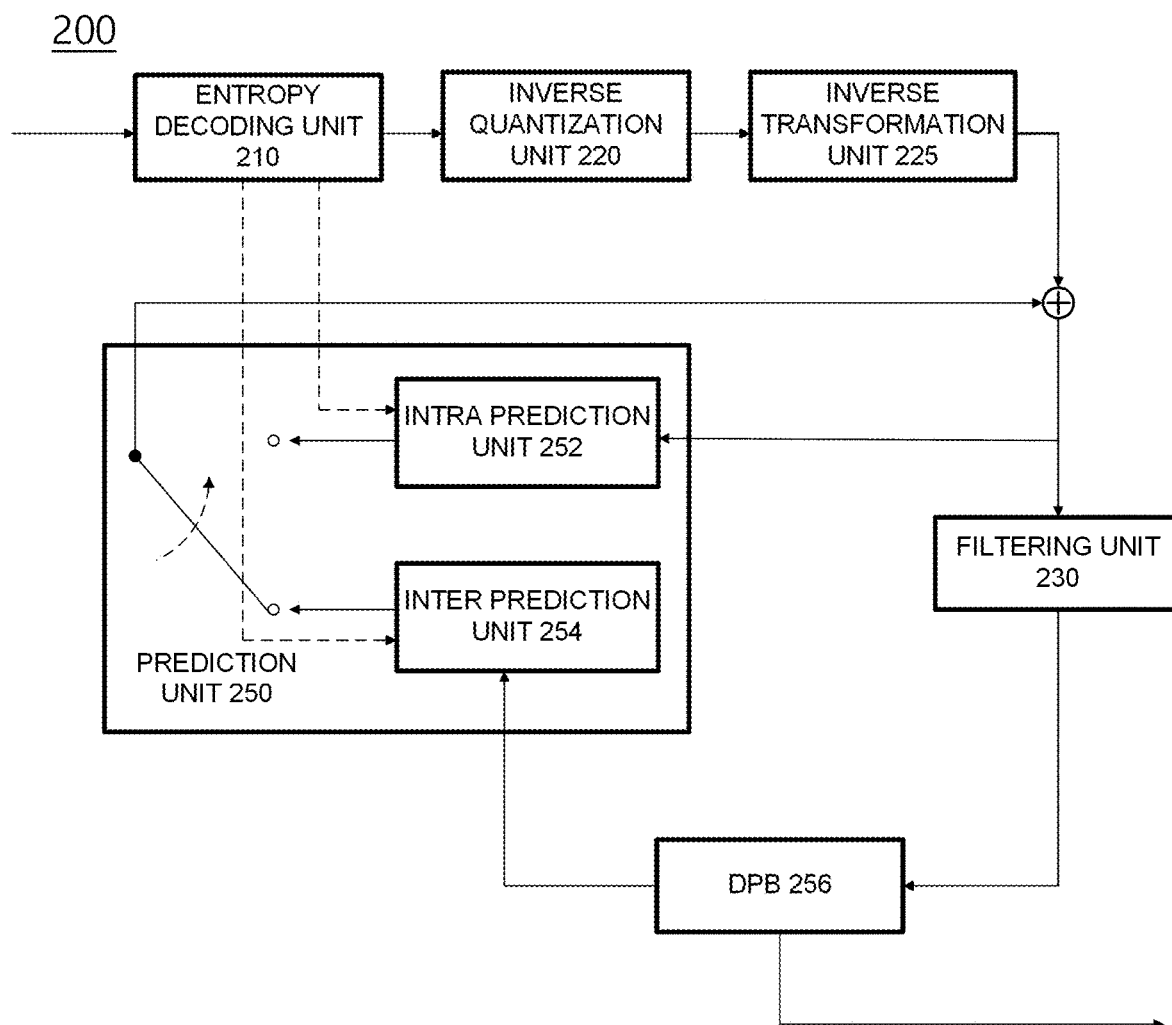 200
ENTROPY
DECODING UNIT
210
INVERSE
QUANTIZATION
UNIT 220
INVERSE
TRANSFORMATION
UNIT 225
INTRA PREDICTION
UNIT 252
FILTERING UNIT
230
INTER PREDICTION
UNIT 254
PREDICTION
UNIT 250
DPB 256